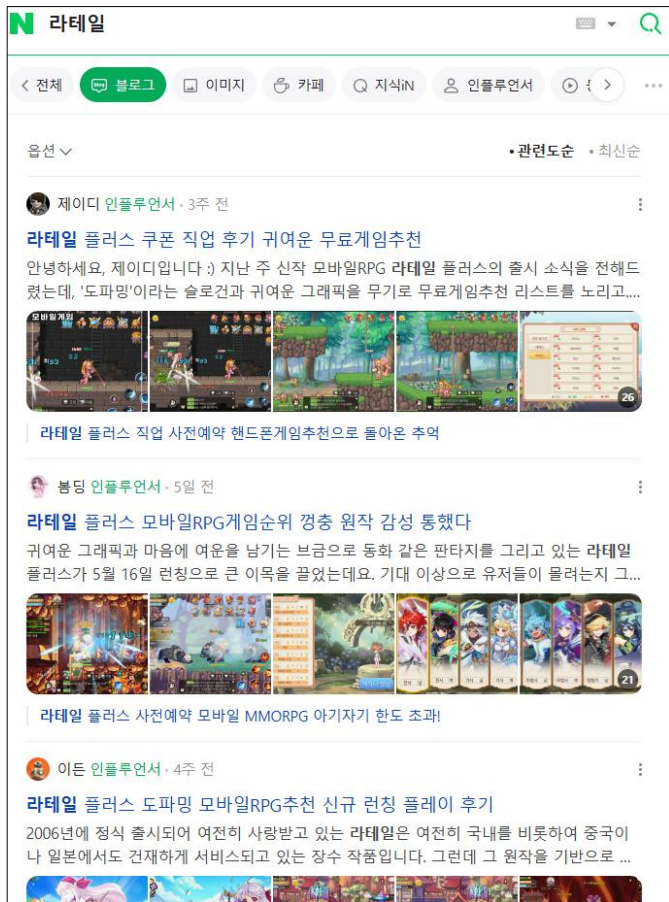 N 라테일
전체 블로그 이미지 카페 지식iN 인플루언서
옵션
관련도순 최신순
제이디 인플루언서 · 3주 전
라테일 플러스 쿠폰 직업 후기 귀여운 무료게임추천
안녕하세요, 제이디입니다 :) 지난 주 신작 모바일RPG 라테일 플러스의 출시 소식을 전해드
렸는데, '도파밍'이라는 슬로건과 귀여운 그래픽을 무기로 무료게임추천 리스트를 노리고....
모바일게임
26
라테일 플러스 직업 사전예약 핸드폰게임추천으로 돌아온 추억
봄딩 인플루언서 · 5일 전
라테일 플러스 모바일RPG게임순위 껑충 원작 감성 통했다
귀여운 그래픽과 마음에 여운을 남기는 브금으로 동화 같은 판타지를 그리고 있는 라테일
플러스가 5월 16일 런칭으로 큰 이목을 끌었는데요. 기대 이상으로 유저들이 몰려는지 그...
21
라테일 플러스 사전예약 모바일 MMORPG 아기자기 한도 초과!
이든 인플루언서 · 4주 전
라테일 플러스 도파밍 모바일RPG추천 신규 런칭 플레이 후기
2006년에 정식 출시되어 여전히 사랑받고 있는 라테일은 여전히 국내를 비롯하여 중국이
나 일본에서도 건재하게 서비스되고 있는 장수 작품입니다. 그런데 그 원작을 기반으로 ...